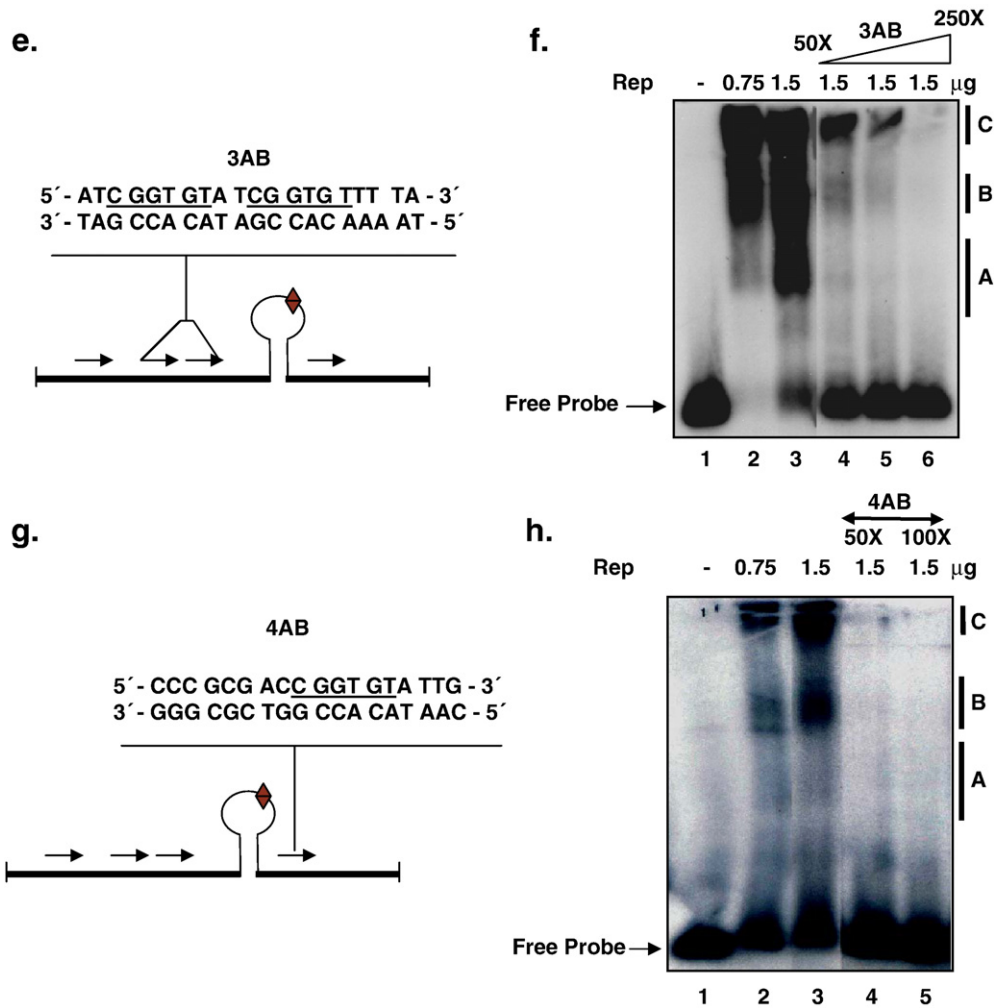 e.
3AB
5´- ATC GGT GTA TCG GTG TTT TA - 3´
3´- TAG CCA CAT AGC CAC AAA AT - 5´
f.
50X 3AB 250X
Rep - 0.75 1.5 1.5 1.5 1.5 µg
C
B
A
Free Probe
1 2 3 4 5 6
g.
4AB
5´- CCC GCG ACC GGT GTA TTG - 3´
3´- GGG CGC TGG CCA CAT AAC - 5´
h.
4AB
50X 100X
Rep - 0.75 1.5 1.5 1.5 µg
C
B
A
Free Probe
1 2 3 4 5